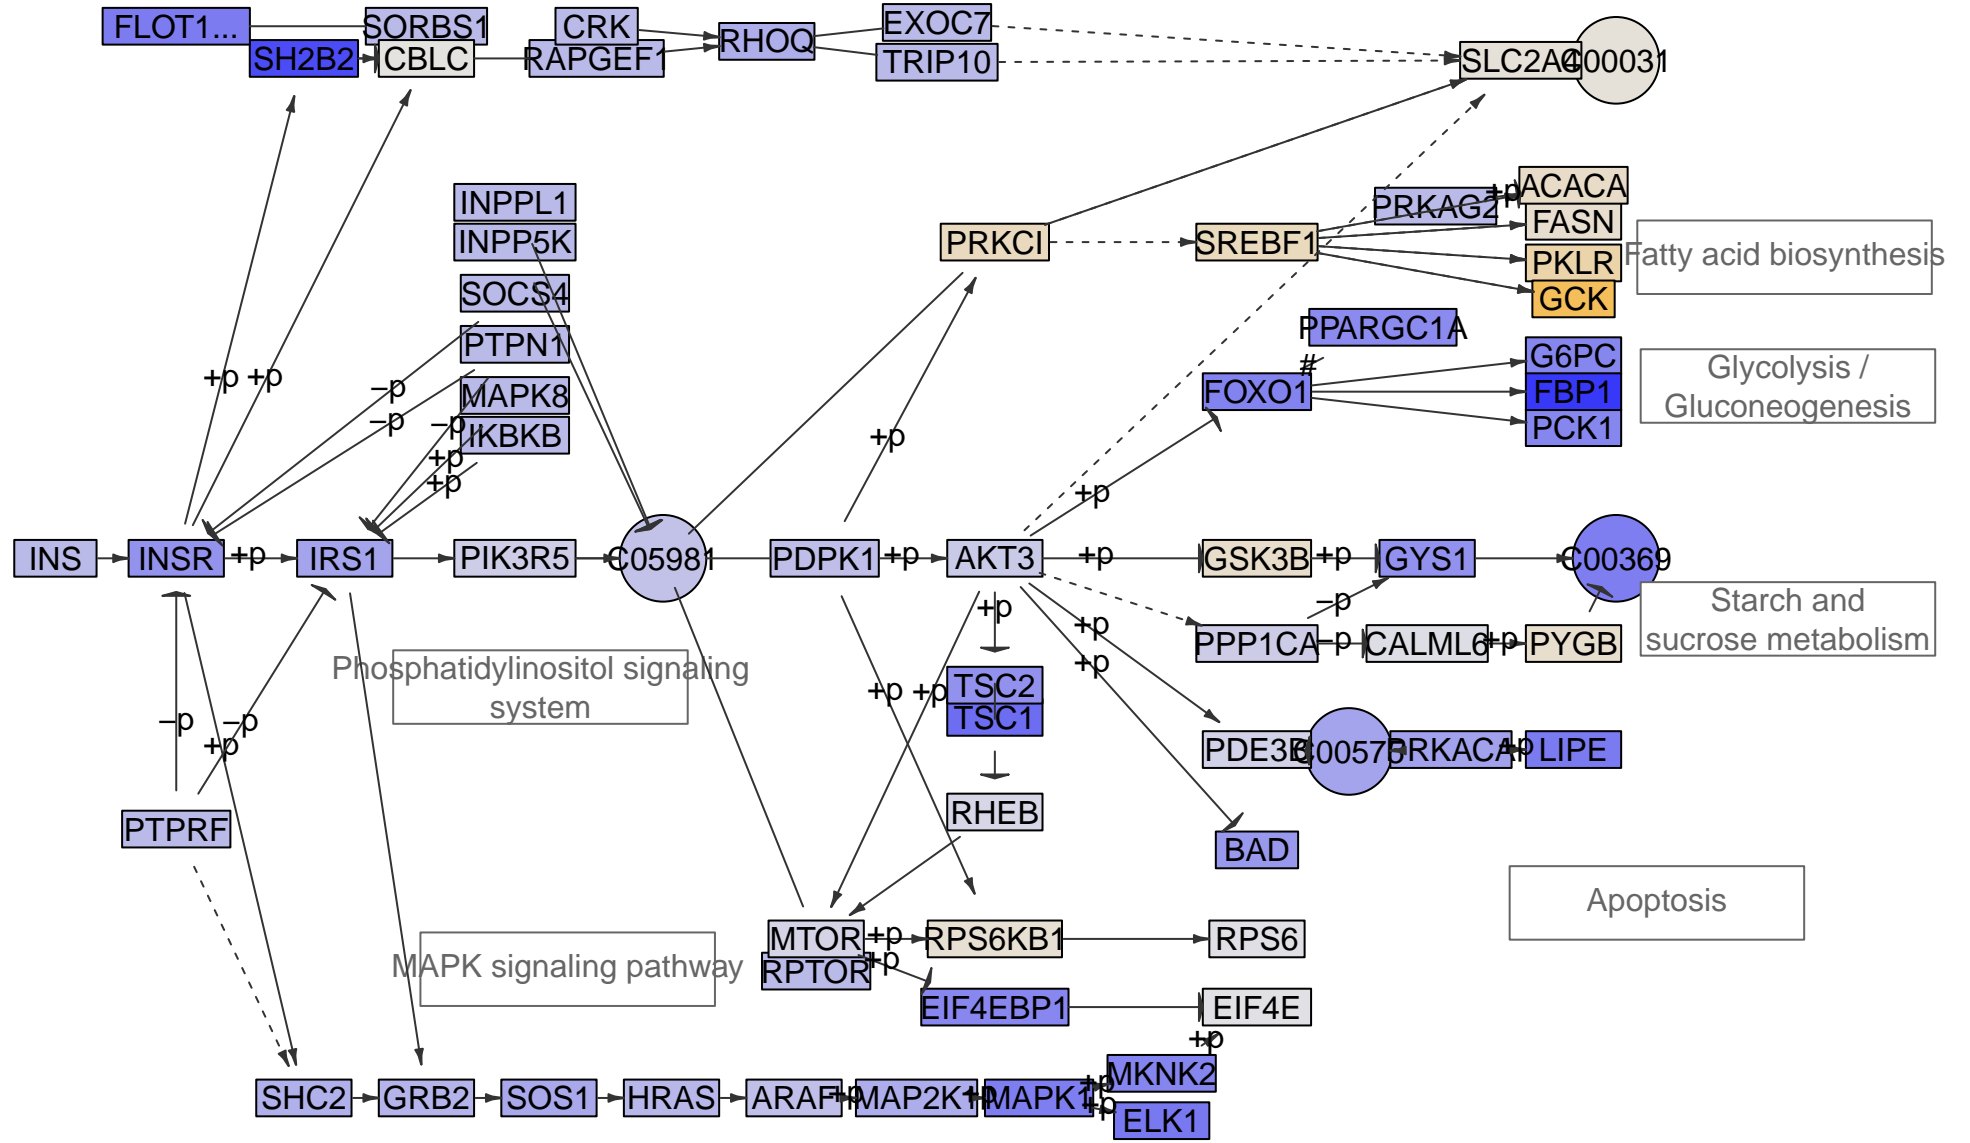 FLOT1...
SORBS1
CRK
EXOC7
SH2B2
CBLC
RAPGEF1
RHOQ
TRIP10
SLC2A4
C00031
INPPL1
INPP5K
SOCS4
PTPN1
MAPK8
IKBKB
PRKCI
SREBF1
PRKAG2
+p
ACACA
FASN
PKLR
GCK
Fatty acid biosynthesis
PPARGC1A
#
FOXO1
G6PC
FBP1
PCK1
Glycolysis /
Gluconeogenesis
+p
+p
−p
−p
−p
+p
+p
+p
+p
INS
INSR
+p
IRS1
PIK3R5
C05981
PDPK1
+p
AKT3
+p
GSK3B
+p
GYS1
C00369
+p
−p
PPP1CA
−p
CALML6
+p
PYGB
Starch and
sucrose metabolism
Phosphatidylinositol signaling
system
+p
+p
+p
+p
TSC2
TSC1
−p
−p
+p
PDE3B
C00575
PRKACA
+p
LIPE
PTPRF
RHEB
BAD
Apoptosis
MTOR
+p
RPS6KB1
RPS6
MAPK signaling pathway
RPTOR
+p
EIF4EBP1
EIF4E
+p
SHC2
GRB2
SOS1
HRAS
ARAF
+p
MAP2K1
+p
MAPK1
+p
+p
MKNK2
ELK1